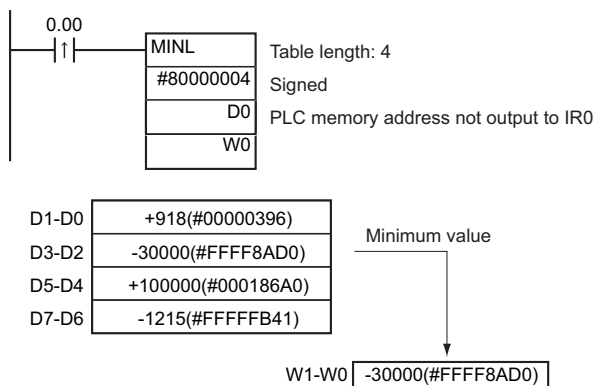 0.00
↑
MINL
Table length: 4
#80000004
Signed
D0
PLC memory address not output to IR0
W0
D1-D0 +918(#00000396)
Minimum value
D3-D2 -30000(#FFFF8AD0)
D5-D4 +100000(#000186A0)
D7-D6 -1215(#FFFFFB41)
W1-W0 -30000(#FFFF8AD0)